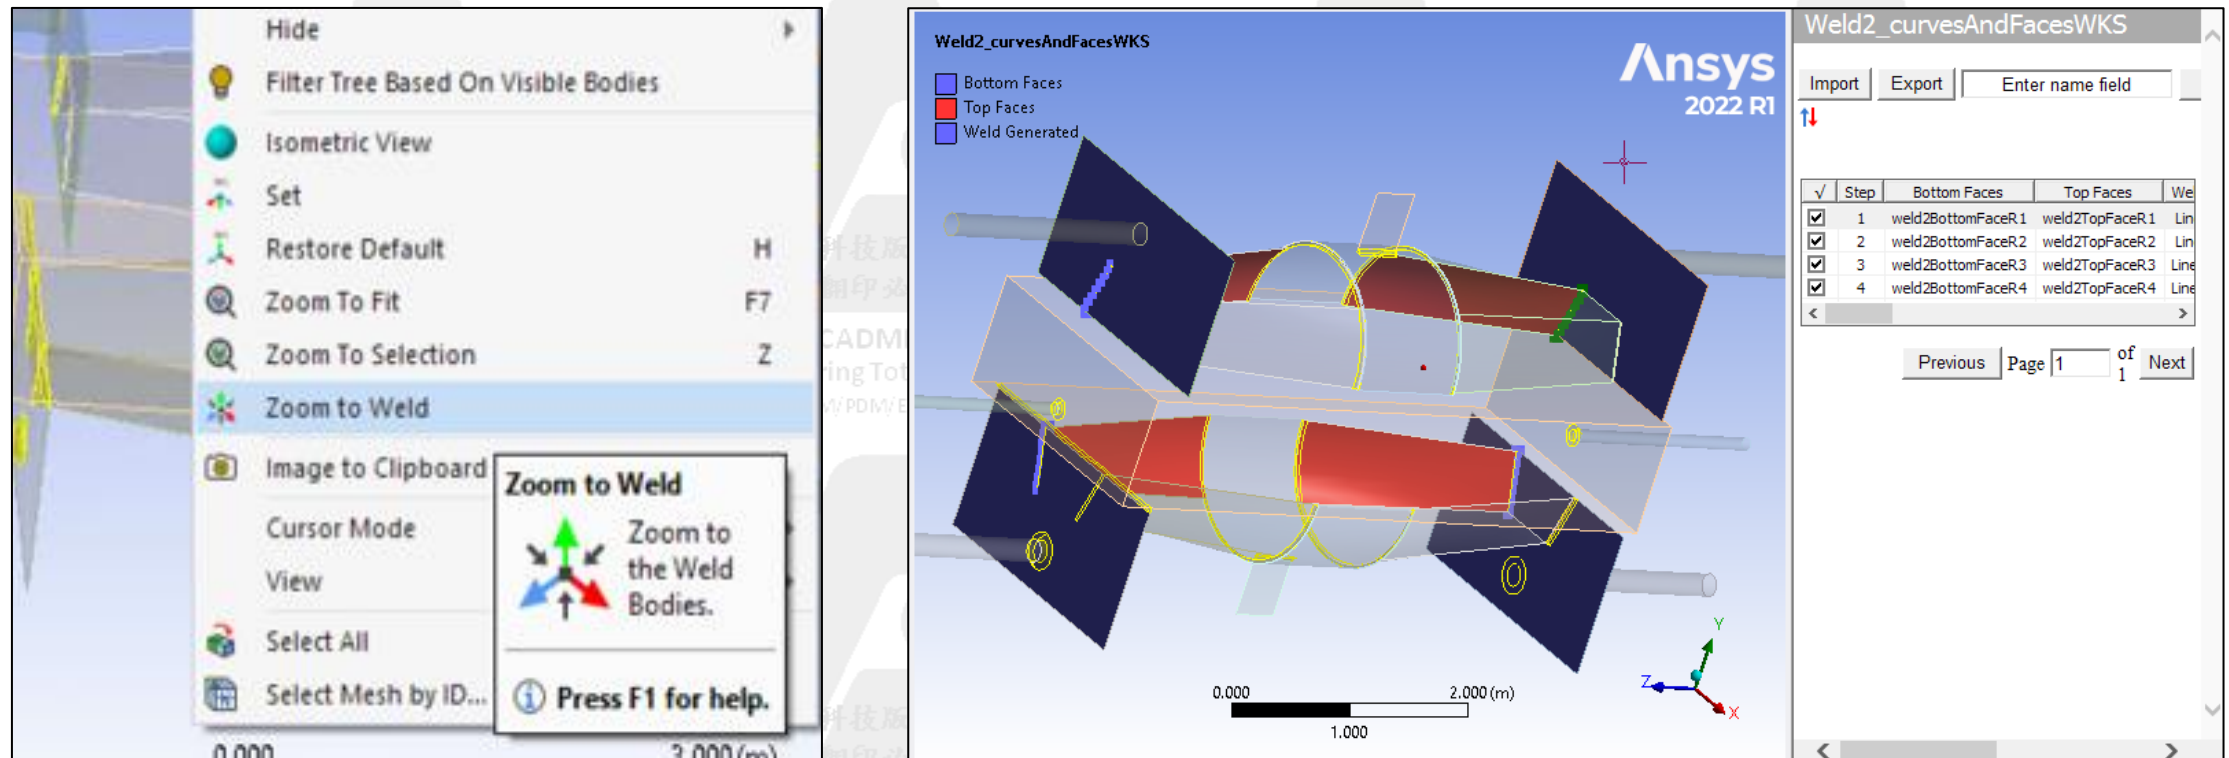 Hide
Filter Tree Based On Visible Bodies
Isometric View
Set
Restore Default H
Zoom To Fit F7
Zoom To Selection Z
Zoom to Weld
Image to Clipboard
Cursor Mode
View
Select All
Select Mesh by ID...
Zoom to Weld
Zoom to
the Weld
Bodies.
Press F1 for help.
0.000 3.000 (m)
Weld2_curvesAndFacesWKS
Bottom Faces
Top Faces
Weld Generated
Ansys
2022 R1
0.000 2.000 (m)
1.000
Y
Z
X
Weld2_curvesAndFacesWKS
Import Export Enter name field
√ Step Bottom Faces Top Faces We
1 weld2BottomFaceR1 weld2TopFaceR1 Lin
2 weld2BottomFaceR2 weld2TopFaceR2 Lin
3 weld2BottomFaceR3 weld2TopFaceR3 Line
4 weld2BottomFaceR4 weld2TopFaceR4 Line
Previous Page 1 of 1 Next